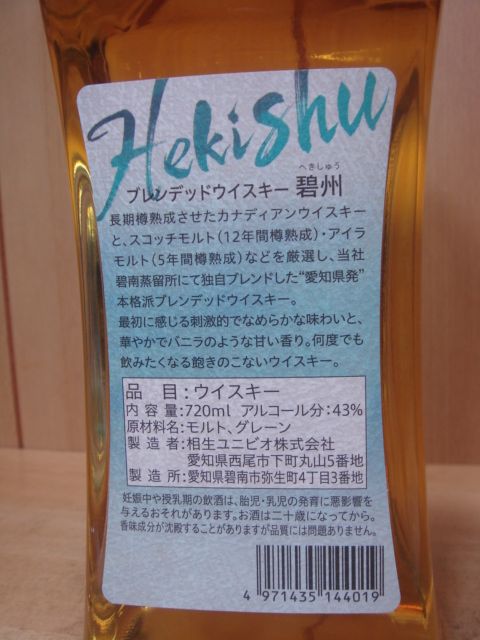 Hekishu
へきしゅう
ブレンデッドウイスキー 碧州
長期樽熟成させたカナディアンウイスキー
と、スコッチモルト(12年間樽熟成)・アイラ
モルト(5年間樽熟成)などを厳選し、当社
碧南蒸留所にて独自ブレンドした“愛知県発”
本格派ブレンデッドウイスキー。
最初に感じる刺激的でなめらかな味わいと、
華やかでバニラのような甘い香り。何度でも
飲みたくなる飽きのこないウイスキー。
品 目:ウイスキー
内 容 量:720ml アルコール分:43%
原材料名:モルト、グレーン
製 造 者:相生ユニビオ株式会社
愛知県西尾市下町丸山5番地
製 造 所:愛知県碧南市弥生町4丁目3番地
妊娠中や授乳期の飲酒は、胎児・乳児の発育に悪影響を
与えるおそれがあります。お酒は二十歳になってから。
香味成分が沈殿することがありますが品質には問題ありません。
4 971435 144019